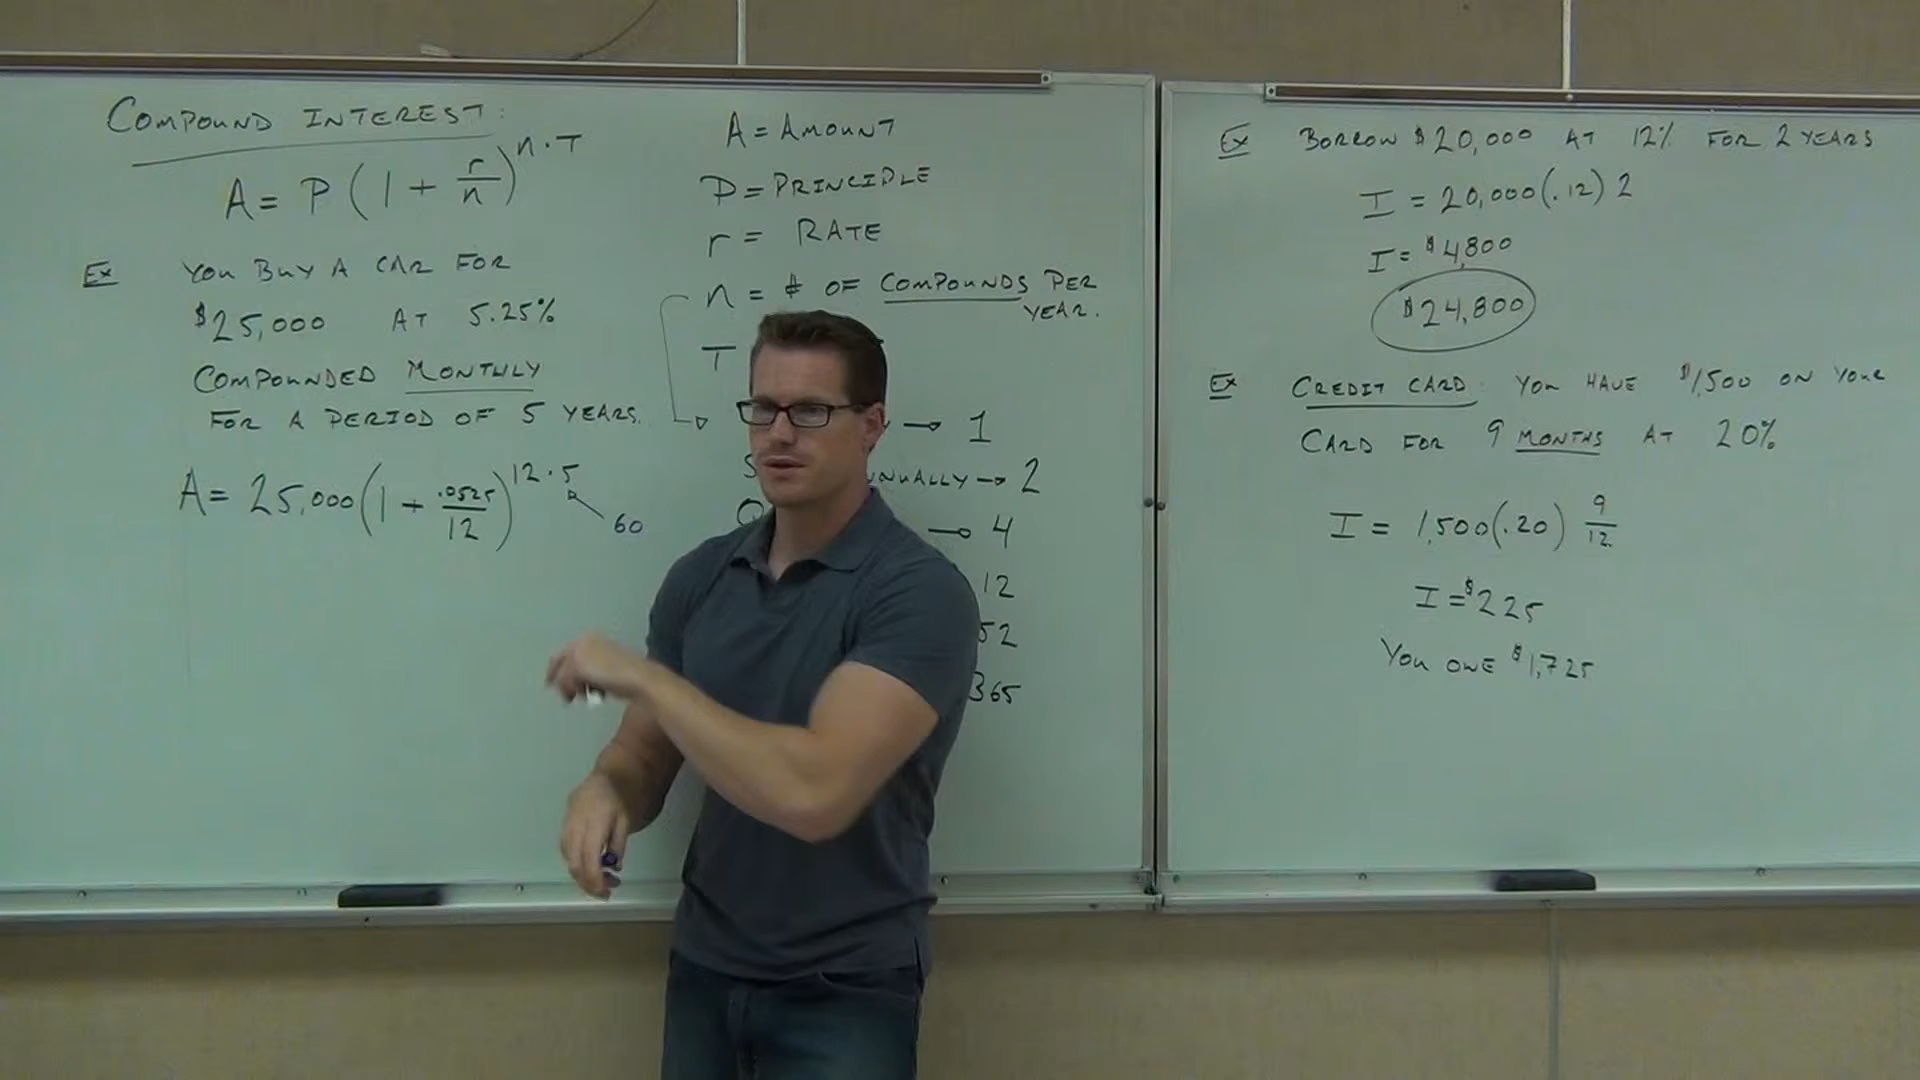 COMPOUND INTEREST:
A = P (1 + r/n)^n·T
Ex YOU BUY A CAR FOR
$25,000 AT 5.25%
COMPOUNDED MONTHLY
FOR A PERIOD OF 5 YEARS.
A = 25,000 (1 + .0525/12)^12·5
60
A = AMOUNT
P = PRINCIPLE
r = RATE
n = # OF COMPOUNDS PER
YEAR.
T
→ 1
S NUALLY → 2
Q → 4
12
52
365
Ex BORROW $20,000 AT 12% FOR 2 YEARS
I = 20,000(.12) 2
I = $4,800
$24,800
Ex CREDIT CARD: YOU HAVE $1,500 ON YOUR
CARD FOR 9 MONTHS AT 20%
I = 1,500(.20) 9/12
I = $225
YOU OWE $1,725